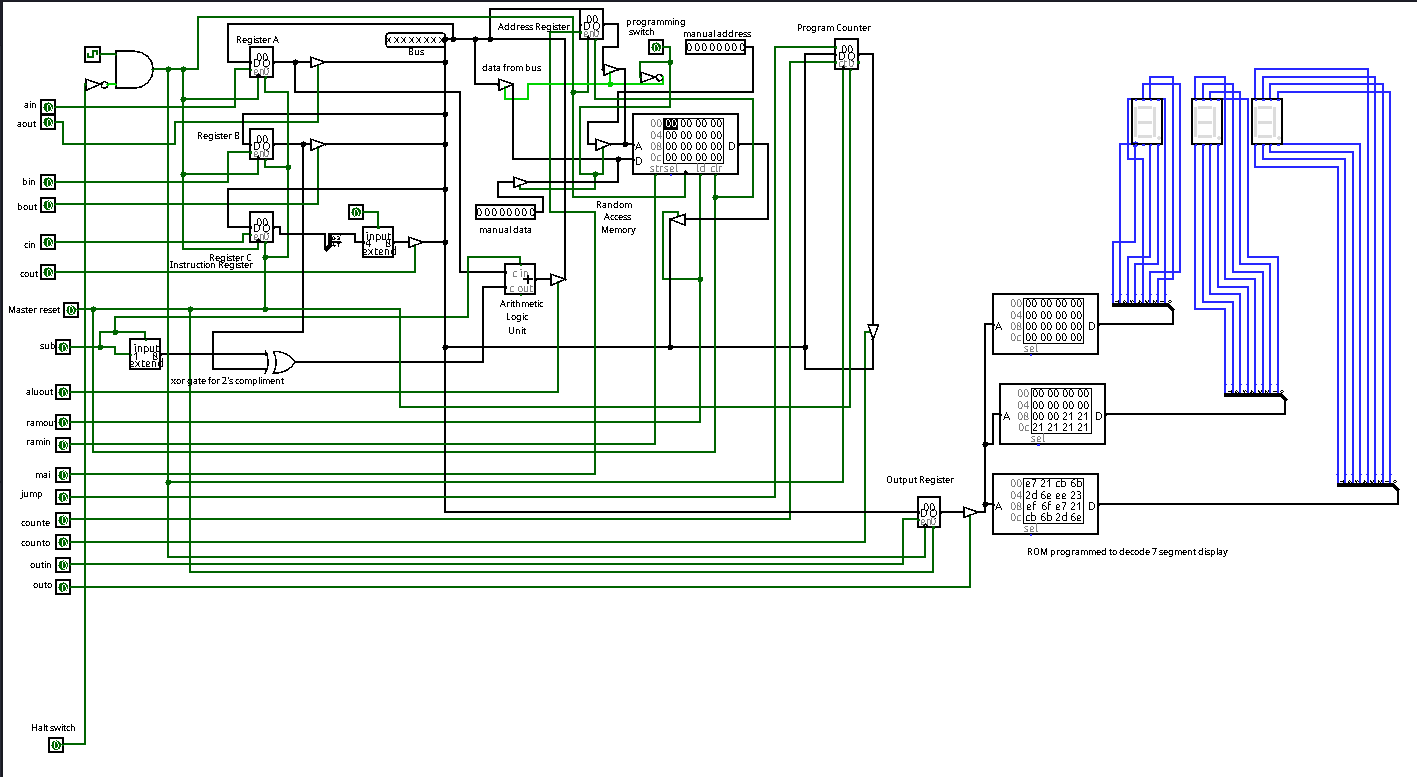 Address Register
programming
switch
manual address
00000000
Program Counter
Register A
Bus
xxxxxxxx
data from bus
ain
aout
Register B
bin
bout
cin
cout
Register C
Instruction Register
input
4 8
extend
manual data
00000000
Random
Access
Memory
00 00 00 00 00
04 00 00 00 00
08 00 00 00 00
0c 00 00 00 00
A
D
D
str sel ld clr
c in
+
c out
Arithmetic
Logic
Unit
Master reset
sub
input
1 8
extend
xor gate for 2's compliment
aluout
ramout
ramin
mai
jump
counte
counto
outin
outo
Halt switch
Output Register
00 00 00 00 00
04 00 00 00 00
08 00 00 00 00
0c 00 00 00 00
A
D
sel
00 00 00 00 00
04 00 00 00 00
08 00 00 21 21
0c 21 21 21 21
A
D
sel
00 e7 21 cb 6b
04 2d 6e ee 23
08 ef 6f e7 21
0c cb 6b 2d 6e
A
D
sel
ROM programmed to decode 7 segment display